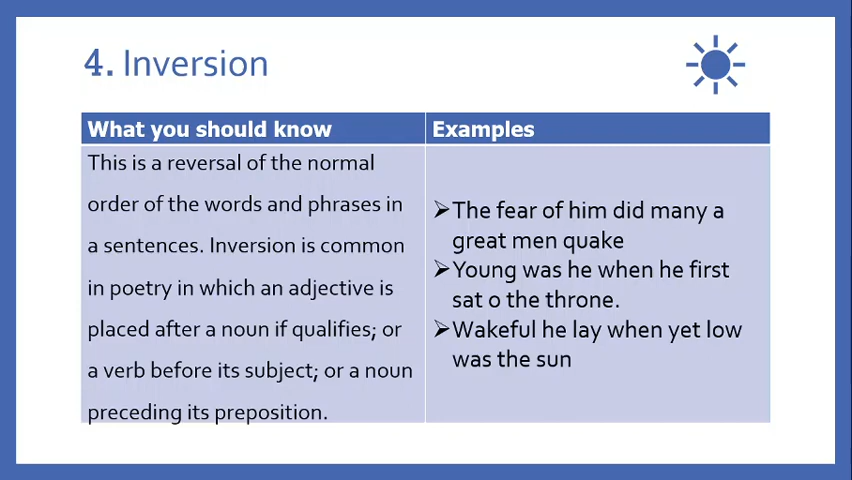 4. Inversion
What you should know
This is a reversal of the normal
order of the words and phrases in
a sentences. Inversion is common
in poetry in which an adjective is
placed after a noun if qualifies; or
a verb before its subject; or a noun
preceding its preposition.
Examples
➢The fear of him did many a
great men quake
➢Young was he when he first
sat o the throne.
➢Wakeful he lay when yet low
was the sun